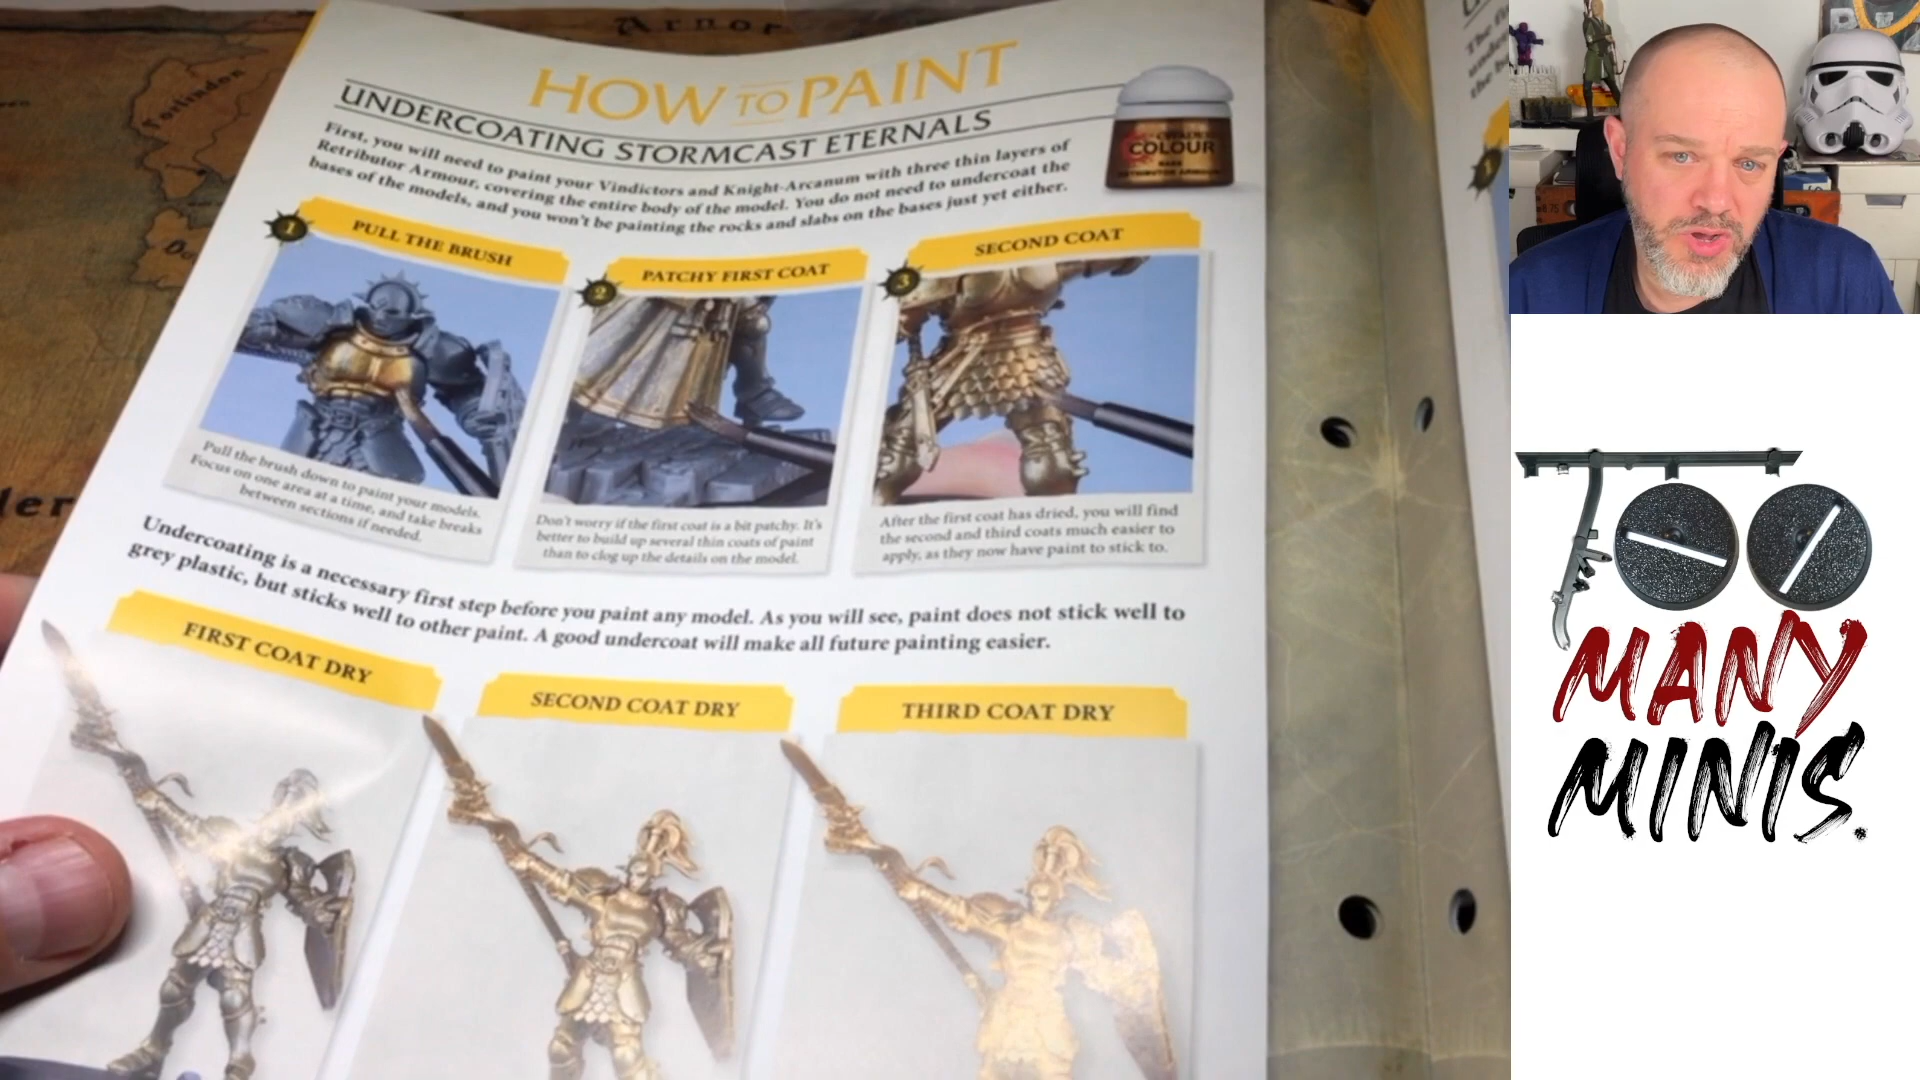 Arnor
Forlindon
HOW TO PAINT
UNDERCOATING STORMCAST ETERNALS
First, you will need to paint your Vindictors and Knight-Arcanum with three thin layers of
Retributor Armour, covering the entire body of the model. You do not need to undercoat the
bases of the models, and you won't be painting the rocks and slabs on the bases just yet either.
CITADEL
COLOUR
BASE
RETRIBUTOR ARMOUR
1
PULL THE BRUSH
2
PATCHY FIRST COAT
3
SECOND COAT
Pull the brush down to paint your models.
Focus on one area at a time, and take breaks
between sections if needed.
Don't worry if the first coat is a bit patchy. It's
better to build up several thin coats of paint
than to clog up the details on the model.
After the first coat has dried, you will find
the second and third coats much easier to
apply, as they now have paint to stick to.
Undercoating is a necessary first step before you paint any model. As you will see, paint does not stick well to
grey plastic, but sticks well to other paint. A good undercoat will make all future painting easier.
FIRST COAT DRY
SECOND COAT DRY
THIRD COAT DRY
TOO
MANY
MINIS.